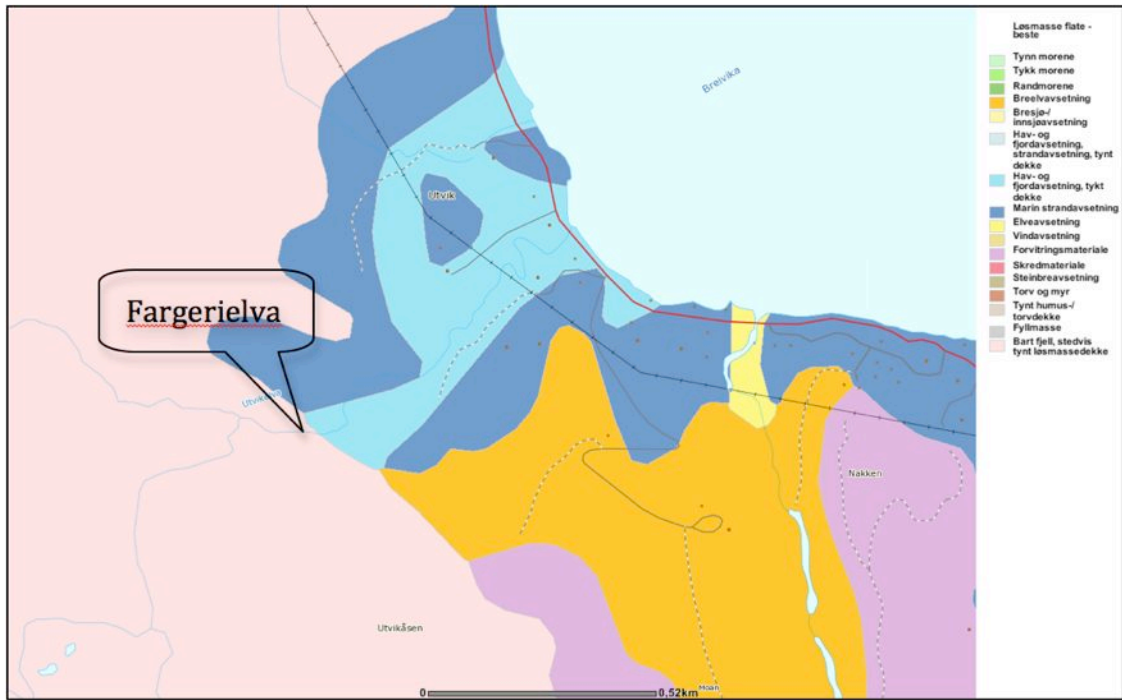 Breivika
Utvik
Fargerielva
Utvikelva
Nakken
Utvikåsen
Hoan
0
0,52km
Løsmasse flate -
beste
Tynn morene
Tykk morene
Randmorene
Breelvavsetning
Bresjø-/
innsjøavsetning
Hav- og
fjordavsetning,
strandavsetning, tynt
dekke
Hav- og
fjordavsetning, tykt
dekke
Marin strandavsetning
Elveavsetning
Vindavsetning
Forvitringsmateriale
Skredmateriale
Steinbreavsetning
Torv og myr
Tynt humus-/
torvdekke
Fyllmasse
Bart fjell, stedvis
tynt løsmassedekke